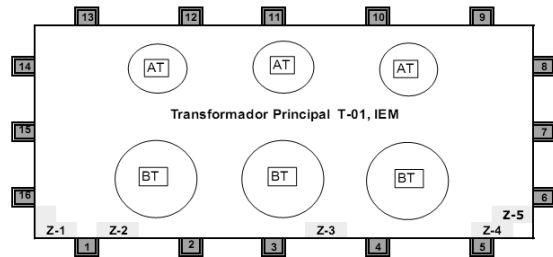 13 12 11 10 9
14 AT AT AT 8
Transformador Principal T-01, IEM
15 7
BT BT BT
16 6
Z-5
Z-1 Z-2 Z-3 Z-4
1 2 3 4 5